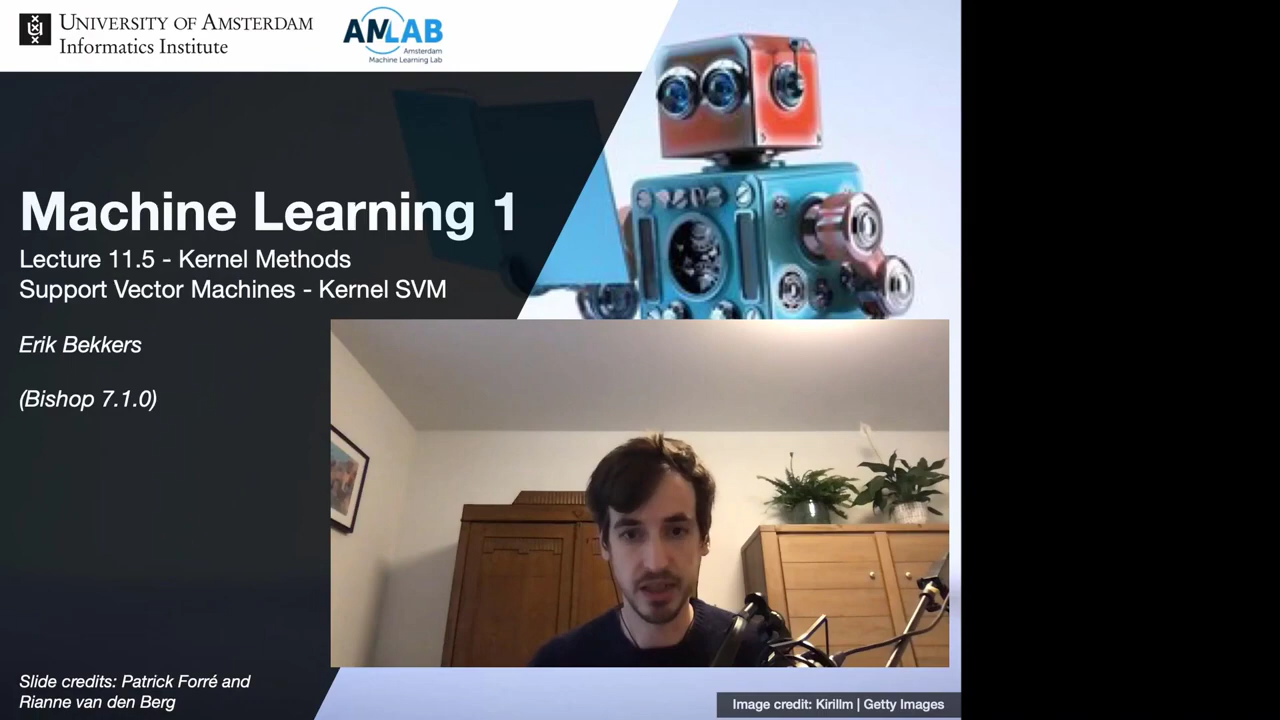 UNIVERSITY OF AMSTERDAM
Informatics Institute
AMLAB
Amsterdam
Machine Learning Lab
Machine Learning 1
Lecture 11.5 - Kernel Methods
Support Vector Machines - Kernel SVM
Erik Bekkers
(Bishop 7.1.0)
Slide credits: Patrick Forré and
Rianne van den Berg
Image credit: Kirillm | Getty Images